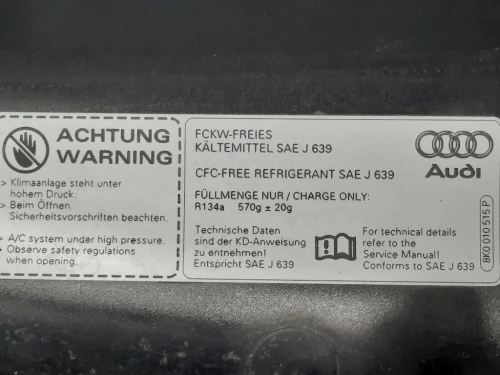 ACHTUNG
WARNING
> Klimaanlage steht unter
hohem Druck.
> Beim Öffnen
Sicherheitsvorschriften beachten.
> A/C system under high pressure.
> Observe safety regulations
when opening.
FCKW-FREIES
KÄLTEMITTEL SAE J 639
CFC-FREE REFRIGERANT SAE J 639
FÜLLMENGE NUR / CHARGE ONLY:
R134a 570g ± 20g
Technische Daten
sind der KD-Anweisung
zu entnehmen!
Entspricht SAE J 639
For technical details
refer to the
Service Manual!
Conforms to SAE J 639
Audi
8K0 010 515 P